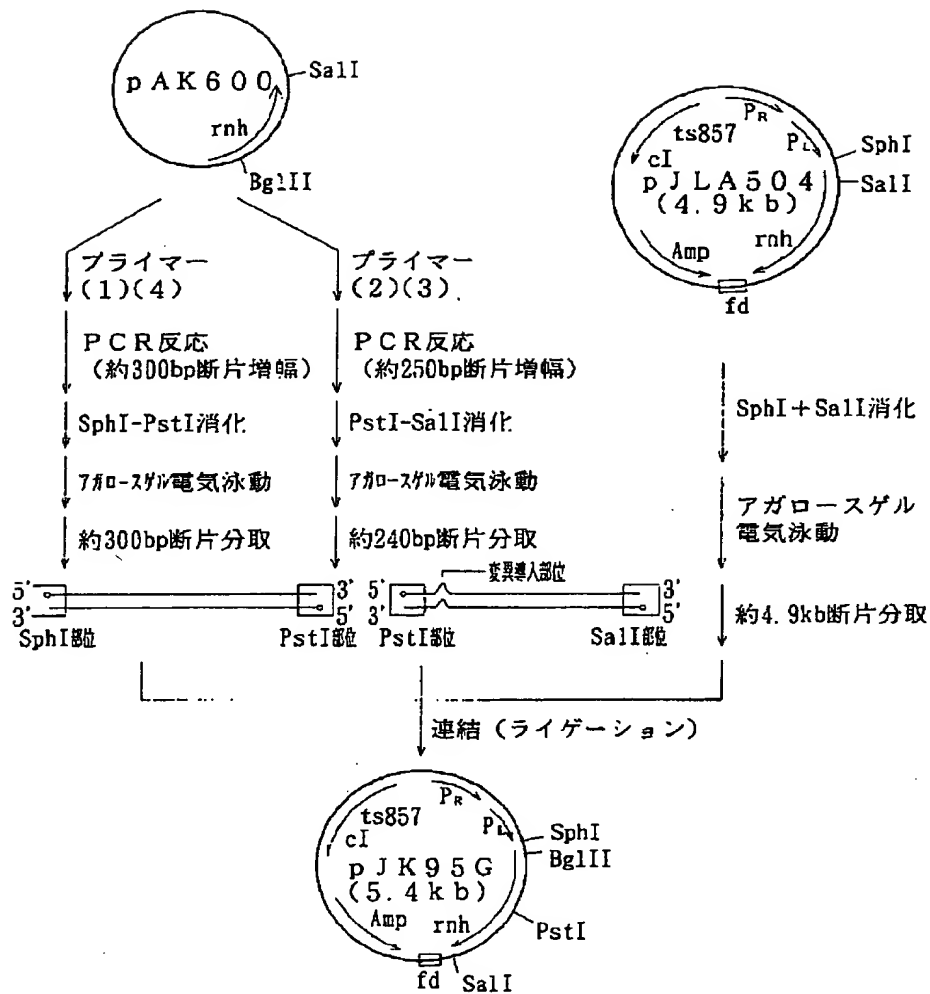 pAK600
SalI
rnh
BglII
プライマー
(1)(4)
PCR反応
(約300bp断片増幅)
SphI-PstI消化
アガロースゲル電気泳動
約300bp断片分取
プライマー
(2)(3)
PCR反応
(約250bp断片増幅)
PstI-SalI消化
アガロースゲル電気泳動
約240bp断片分取
PR
ts857
PL
cI
SphI
SalI
pJLA504
(4.9kb)
Amp
rnh
fd
SphI+SalI消化
アガロースゲル
電気泳動
約4.9kb断片分取
5' 3'
3' 5'
SphI部位 PstI部位
変異導入部位
5' 3'
3' 5'
PstI部位 SalI部位
連結(ライゲーション)
PR
ts857
PL
cI
SphI
BglII
pJK95G
(5.4kb)
Amp
rnh
PstI
fd
SalI